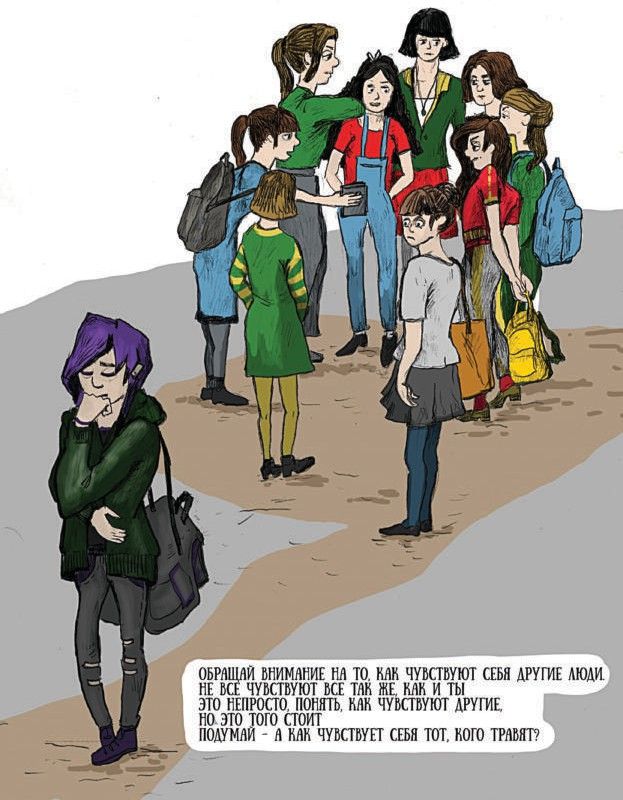 ОБРАЩАЙ ВНИМАНИЕ НА ТО, КАК ЧУВСТВУЮТ СЕБЯ ДРУГИЕ ЛЮДИ.
НЕ ВСЕ ЧУВСТВУЮТ ВСЕ ТАК ЖЕ, КАК И ТЫ
ЭТО НЕПРОСТО, ПОНЯТЬ, КАК ЧУВСТВУЮТ ДРУГИЕ,
НО ЭТО ТОГО СТОИТ
ПОДУМАЙ - А КАК ЧУВСТВУЕТ СЕБЯ ТОТ, КОГО ТРАВЯТ?